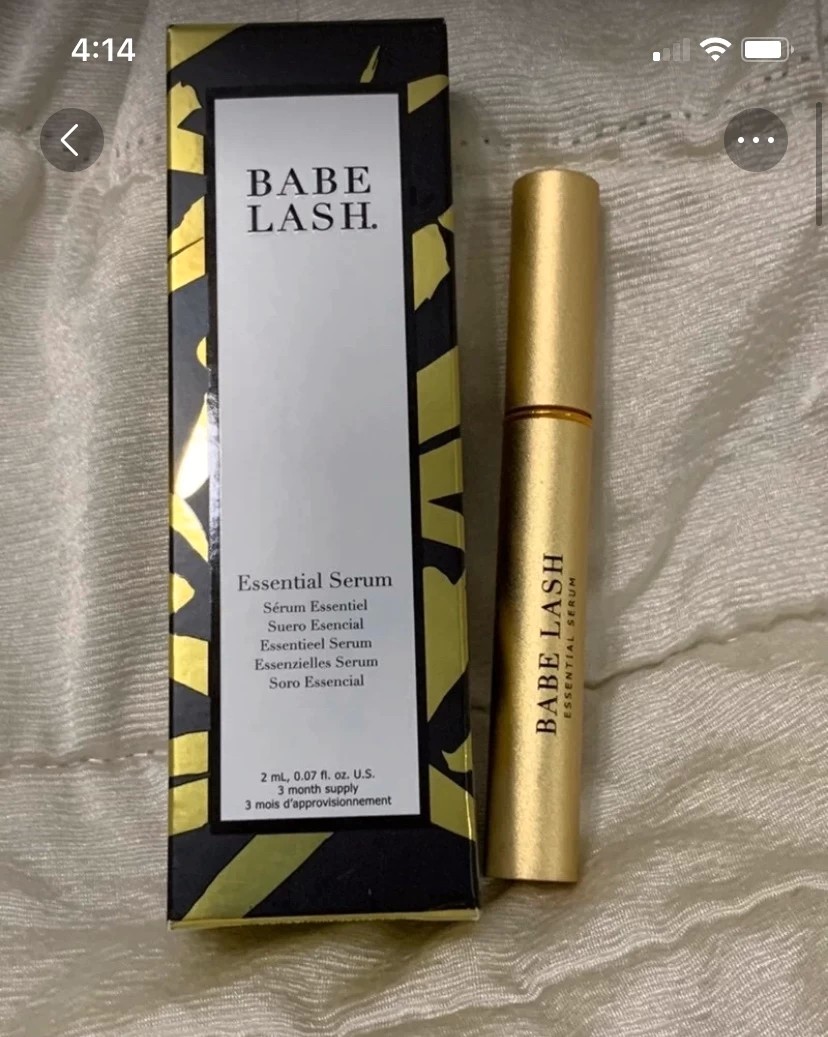 4:14
BABE
LASH.
Essential Serum
Sérum Essentiel
Suero Esencial
Essentieel Serum
Essenzielles Serum
Soro Essencial
2 mL, 0.07 fl. oz. U.S.
3 month supply
3 mois d'approvisionnement
BABE LASH
ESSENTIAL SERUM